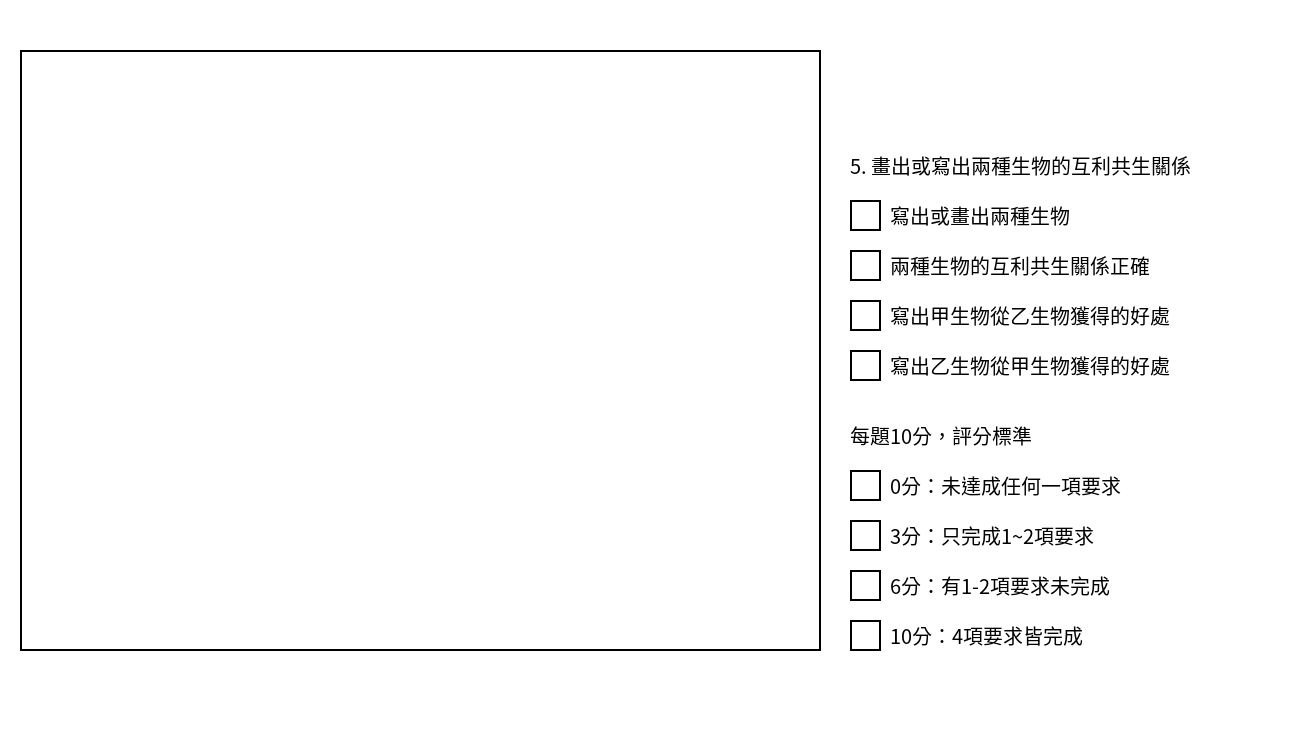 5. 畫出或寫出兩種生物的互利共生關係
寫出或畫出兩種生物
兩種生物的互利共生關係正確
寫出甲生物從乙生物獲得的好處
寫出乙生物從甲生物獲得的好處
每題10分，評分標準
0分：未達成任何一項要求
3分：只完成1~2項要求
6分：有1-2項要求未完成
10分：4項要求皆完成